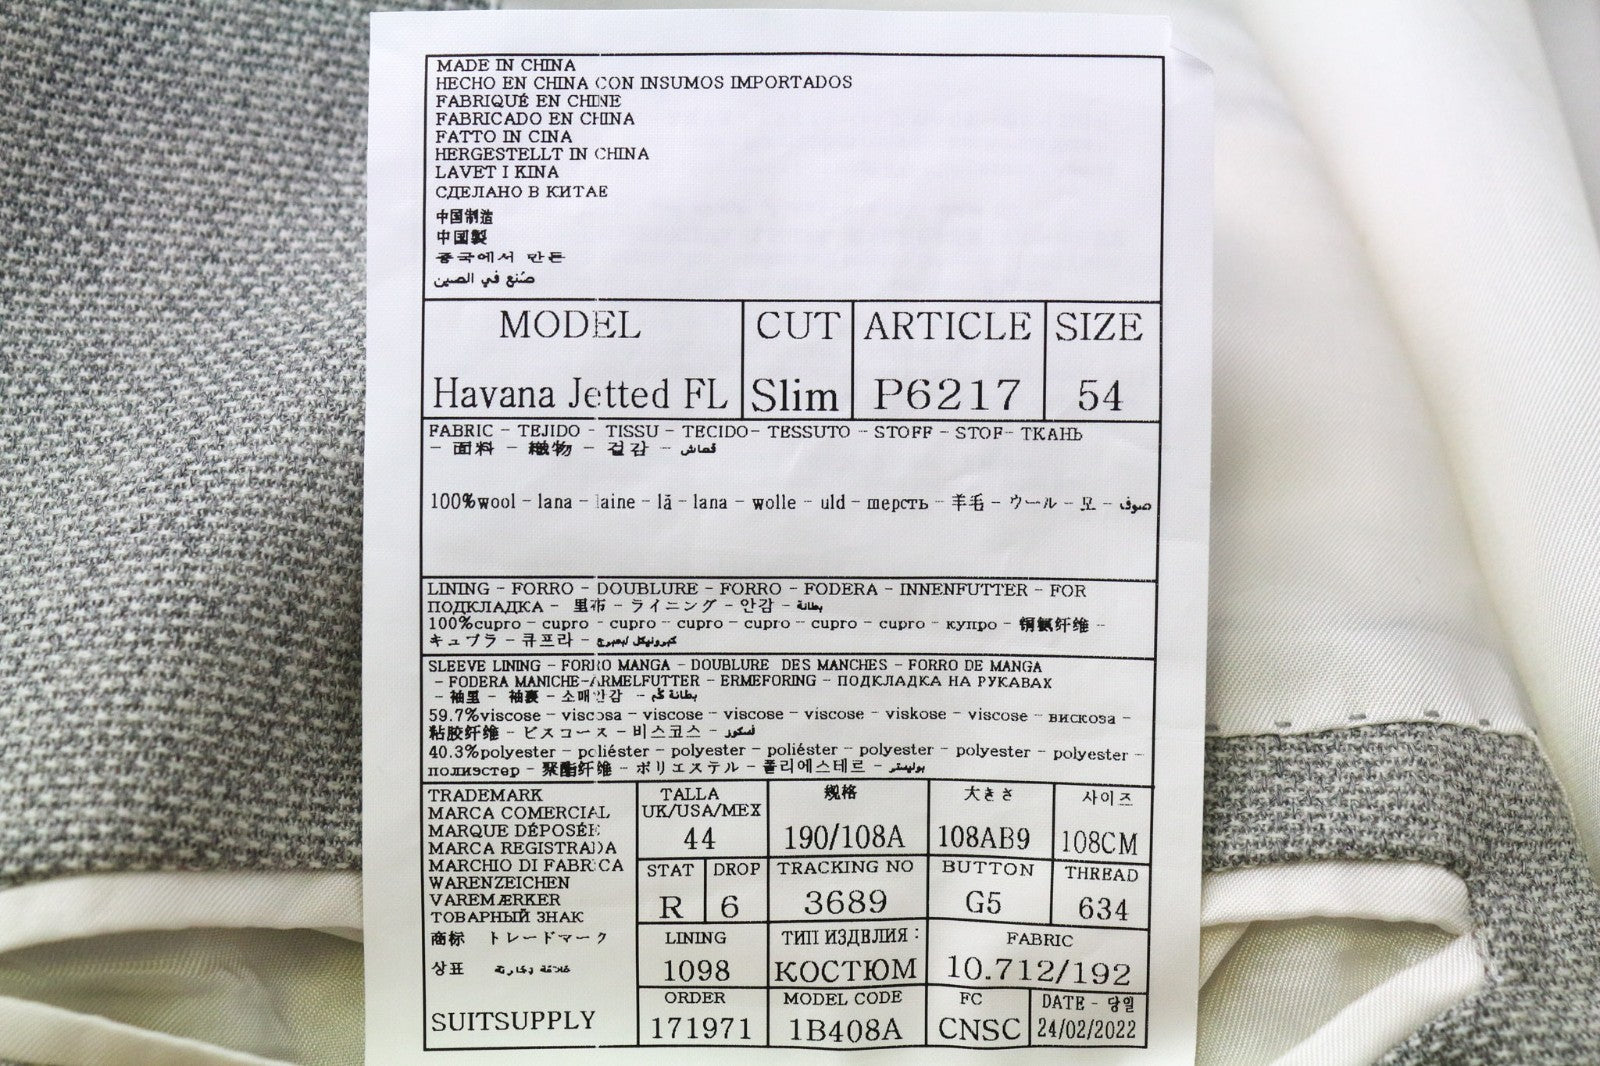 MADE IN CHINA
HECHO EN CHINA CON INSUMOS IMPORTADOS
FABRIQUÉ EN CHINE
FABRICADO EN CHINA
FATTO IN CINA
HERGESTELLT IN CHINA
LAVET I KINA
СДЕЛАНО В КИТАЕ
中国制造
中国製
중국에서 만든
صُنع في الصين
MODEL CUT ARTICLE SIZE
Havana Jetted FL Slim P6217 54
FABRIC - TEJIDO - TISSU - TECIDO- TESSUTO - STOFF - STOF- ТКАНЬ
- 面料 - 織物 - 겉감 - قماش
100%wool - lana - laine - lã - lana - wolle - uld - шерсть - 羊毛 - ウール - 모 - صوف
LINING - FORRO - DOUBLURE - FORRO - FODERA - INNENFUTTER - FOR
ПОДКЛАДКА - 里布 - ライニング - 안감 - بطانة
100%cupro - cupro - cupro - cupro - cupro - cupro - cupro - купро - 铜氨纤维 -
キュプラ - 큐프라 -
SLEEVE LINING - FORRO MANGA - DOUBLURE DES MANCHES - FORRO DE MANGA
- FODERA MANICHE-ARMELFUTTER - ERMEFORING - ПОДКЛАДКА НА РУКАВАХ
- 袖里 - 袖裏 - 소매안감 - بطانة كُم
59.7%viscose - viscosa - viscose - viscose - viscose - viskose - viscose - вискоза -
粘胶纤维 - ビスコース - 비스코스 -
40.3%polyester - poliéster - polyester - poliéster - polyester - polyester - polyester -
полиэстер - 聚酯纤维 - ポリエステル - 폴리에스테르 - بوليستر
TRADEMARK
MARCA COMERCIAL
MARQUE DÉPOSÉE
MARCA REGISTRADA
MARCHIO DI FABRICA
WARENZEICHEN
VAREMÆRKER
ТОВАРНЫЙ ЗНАК
商标 トレードマーク
상표
SUITSUPPLY
TALLA 规格 大きさ 사이즈
UK/USA/MEX
44 190/108A 108AB9 108CM
STAT DROP TRACKING NO BUTTON THREAD
R 6 3689 G5 634
LINING ТИП ИЗДЕЛИЯ: FABRIC
1098 КОСТЮМ 10.712/192
ORDER MODEL CODE FC DATE - 당일
171971 1B408A CNSC 24/02/2022